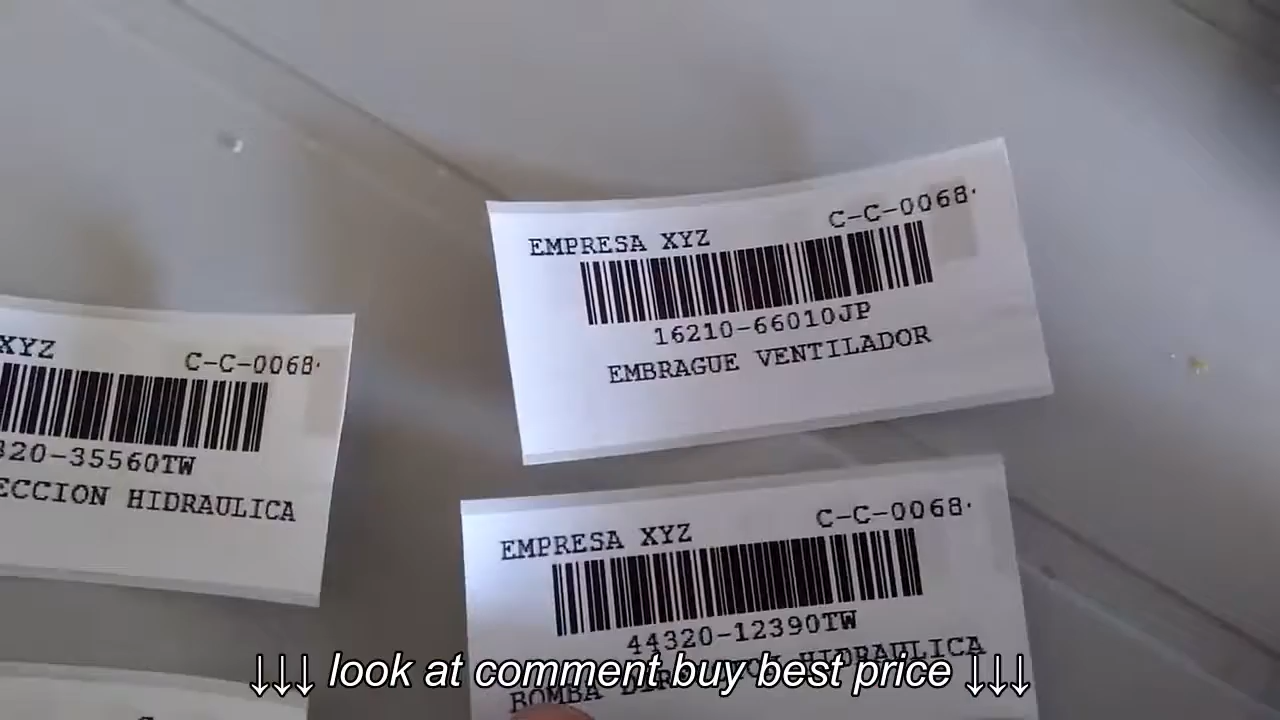 EMPRESA XYZ C-C-0068
16210-66010JP
EMBRAGUE VENTILADOR
XYZ C-C-0068
320-35560TW
ECCION HIDRAULICA
EMPRESA XYZ C-C-0068
44320-12390TW
BOMBA HIDRAULICA
↓↓↓ look at comment buy best price ↓↓↓